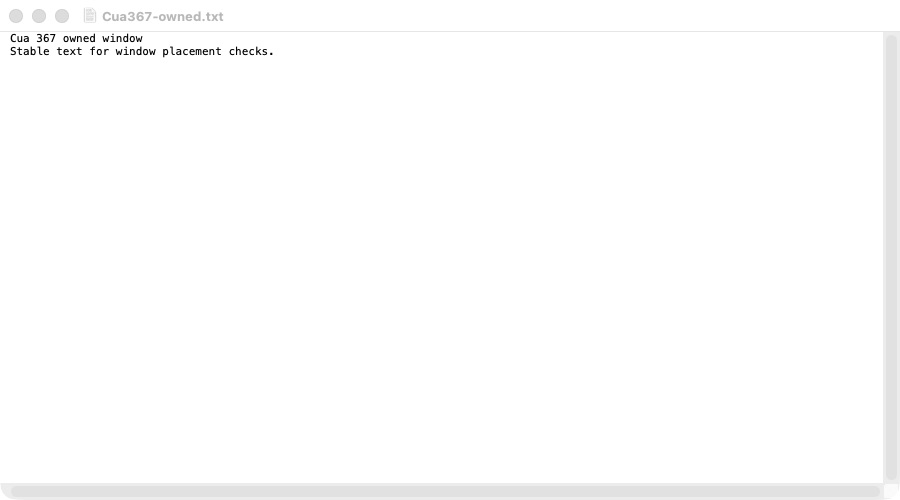 Cua367-owned.txt
Cua 367 owned window
Stable text for window placement checks.